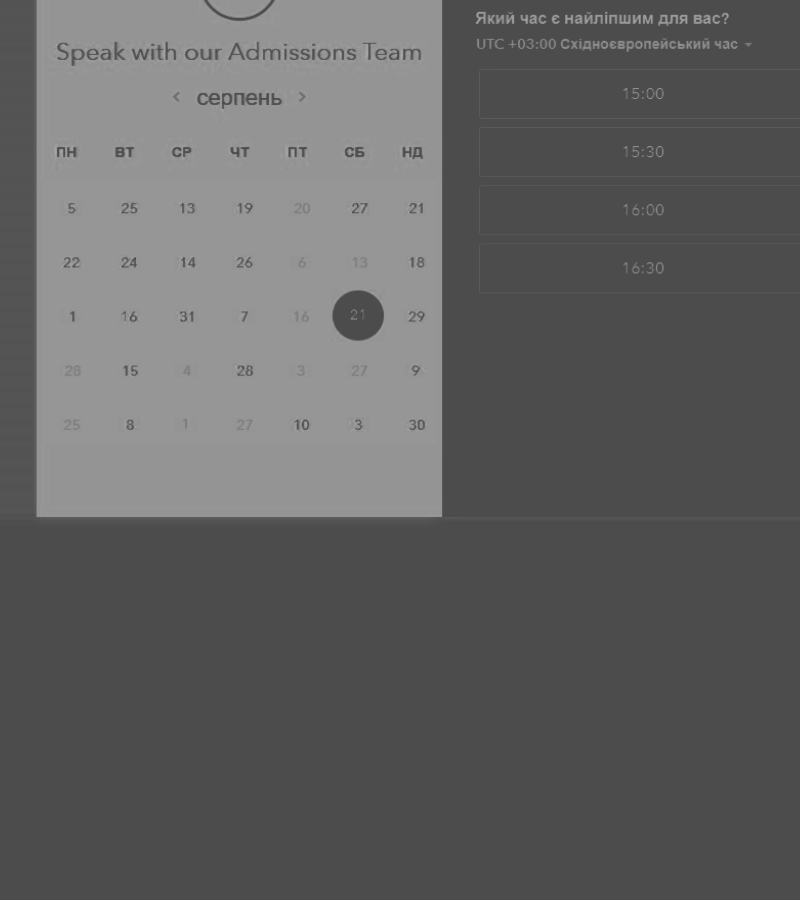 Speak with our Admissions Team
< серпень >
ПН ВТ СР ЧТ ПТ СБ НД
5 25 13 19 20 27 21
22 24 14 26 6 13 18
1 16 31 7 16 21 29
28 15 4 28 3 27 9
25 8 1 27 10 3 30
Який час є найліпшим для вас?
UTC +03:00 Східноєвропейський час
15:00
15:30
16:00
16:30